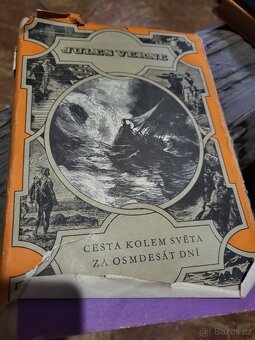 JULES VERNE
CESTA KOLEM SVĚTA
ZA OSMDESÁT DNÍ
Bazos.cz